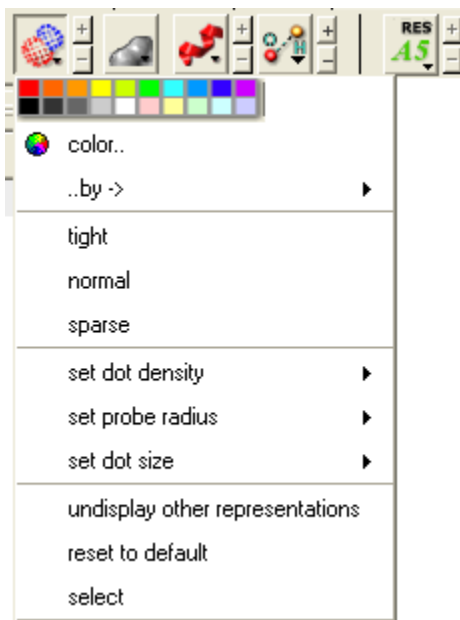 RES
A5
color..
..by ->
tight
normal
sparse
set dot density
set probe radius
set dot size
undisplay other representations
reset to default
select